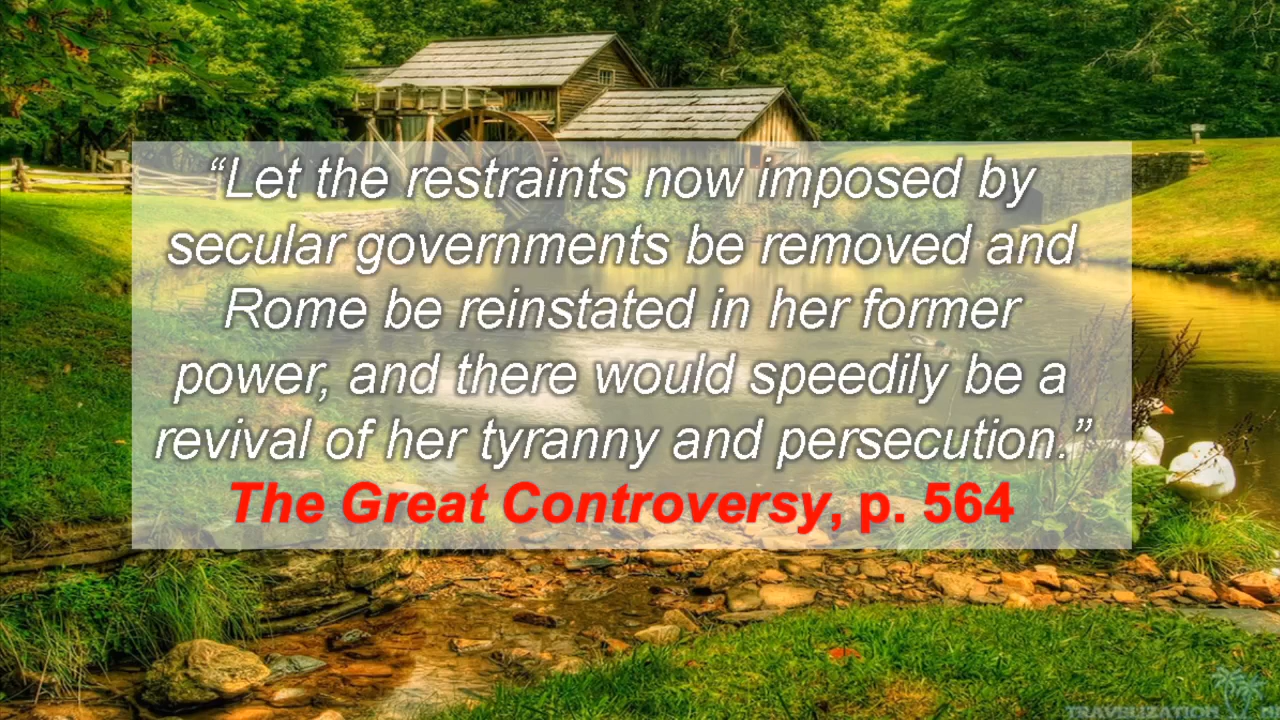 “Let the restraints now imposed by
secular governments be removed and
Rome be reinstated in her former
power, and there would speedily be a
revival of her tyranny and persecution.”
The Great Controversy, p. 564
TRAVELIZATION